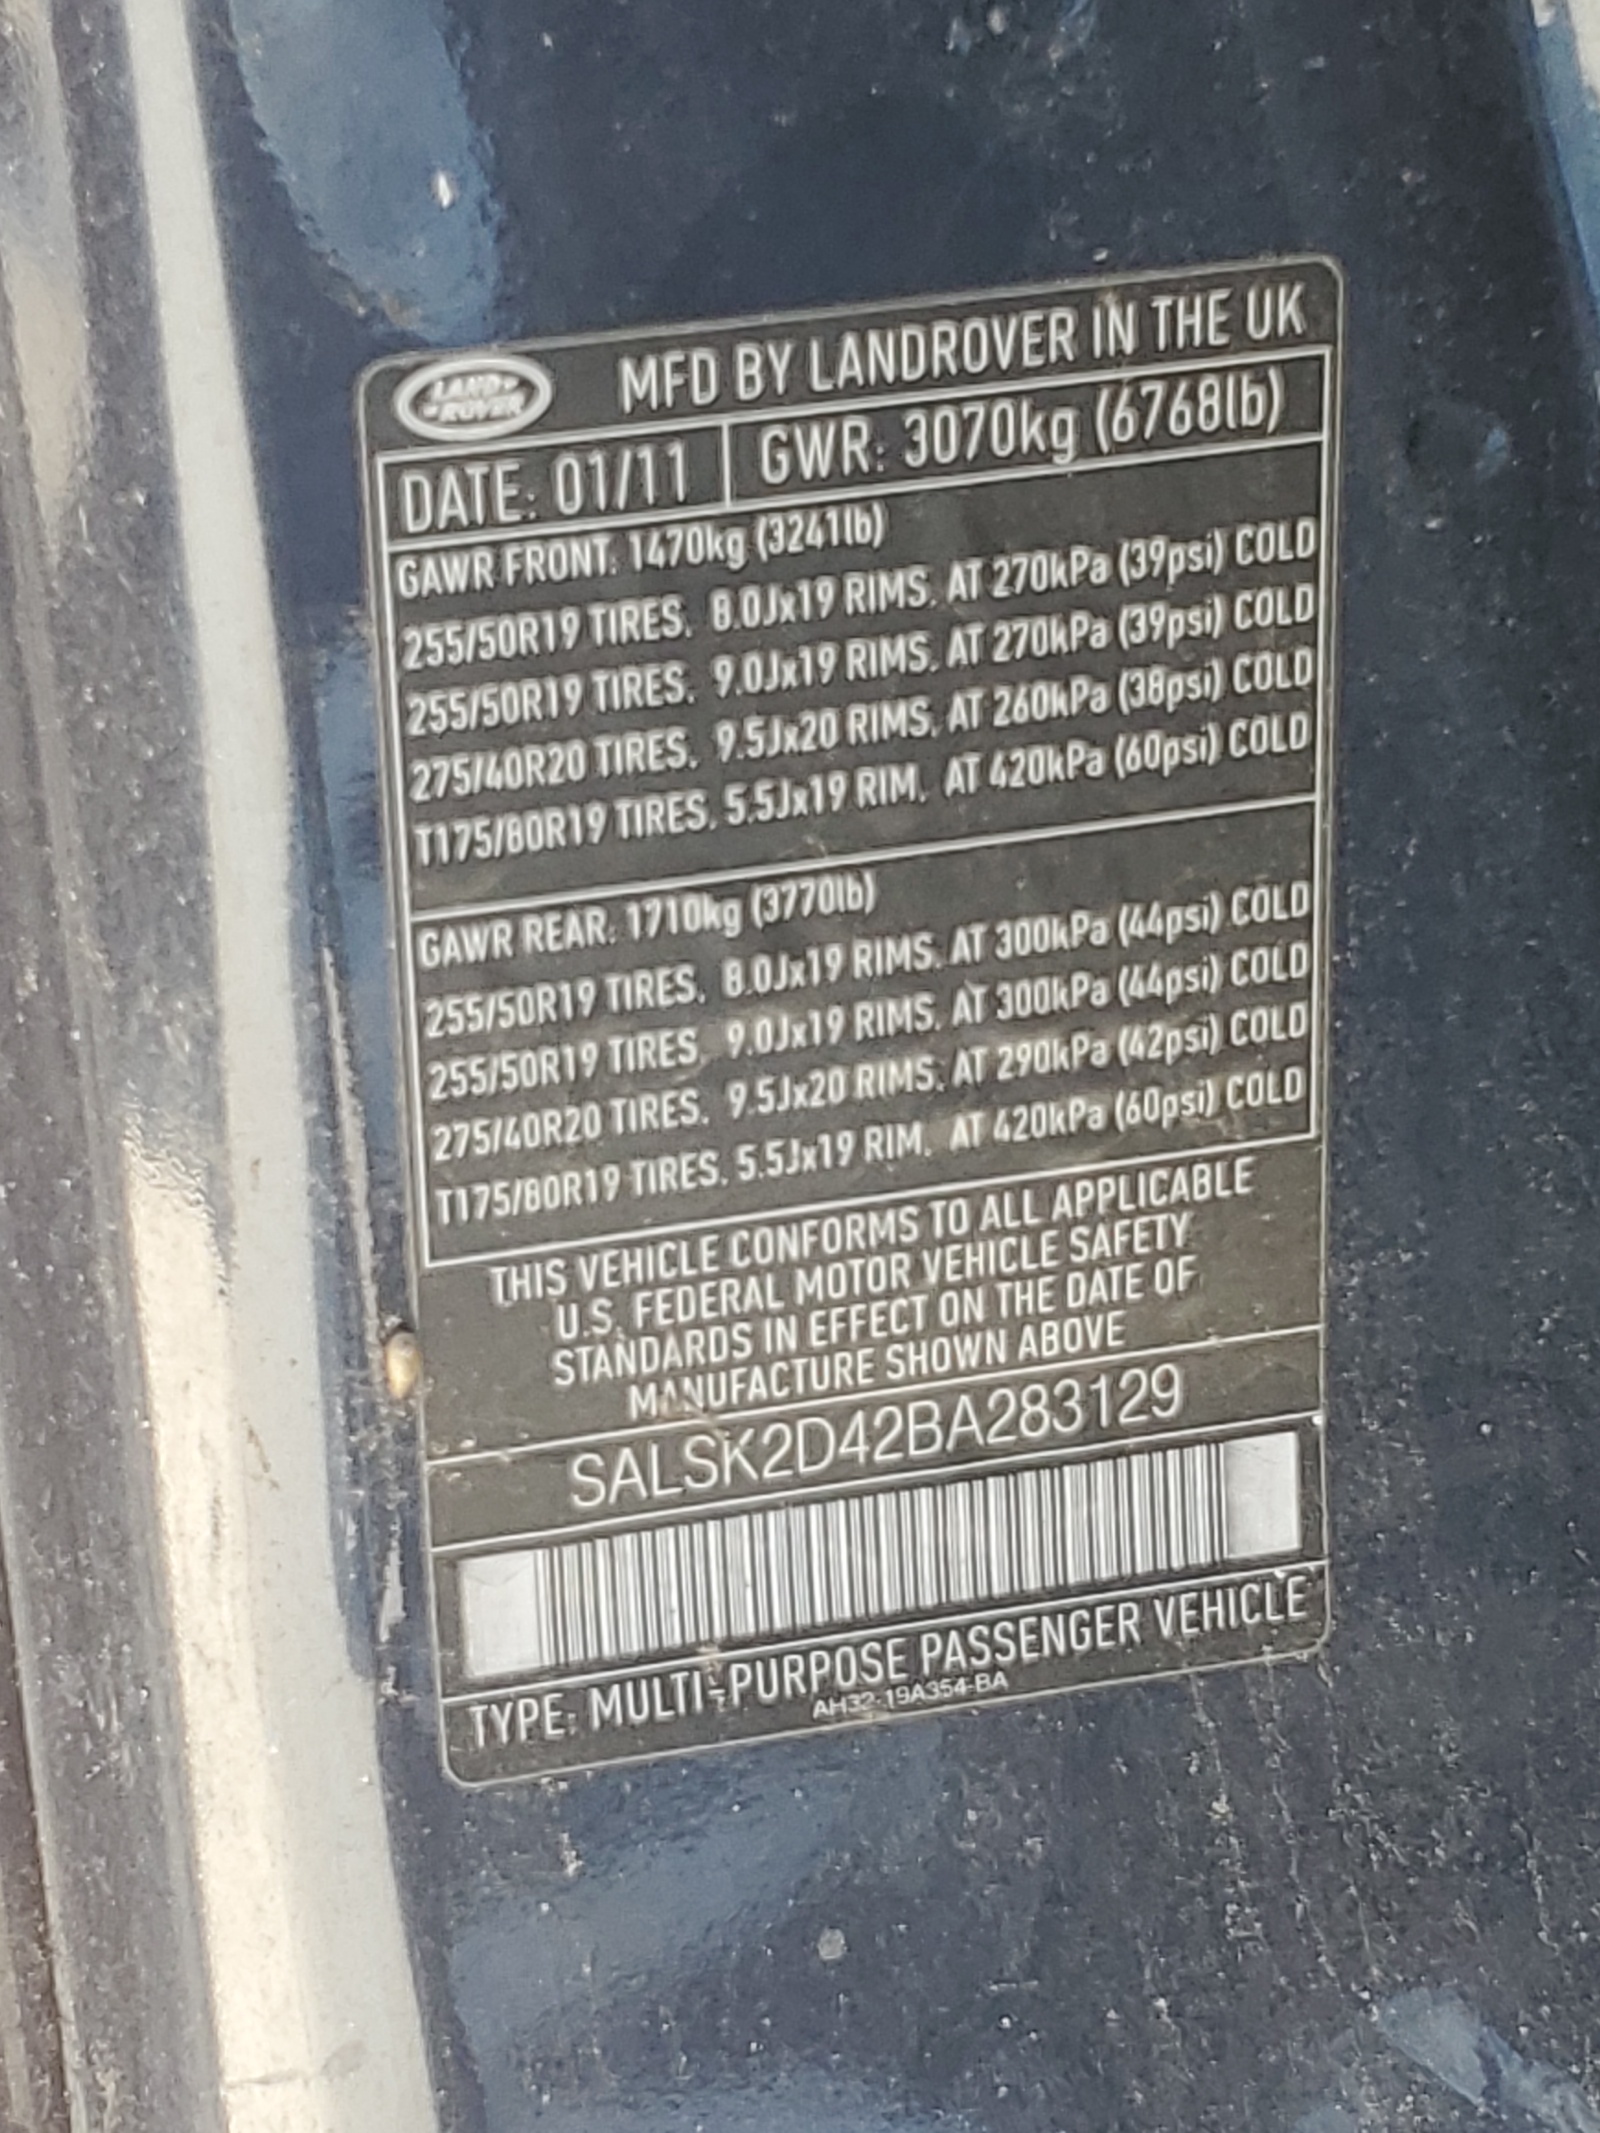 LAND ROVER
MFD BY LANDROVER IN THE UK
DATE: 01/11 GWR: 3070kg (6768lb)
GAWR FRONT: 1470kg (3241lb)
255/50R19 TIRES, 8.0Jx19 RIMS, AT 270kPa (39psi) COLD
255/50R19 TIRES, 9.0Jx19 RIMS, AT 270kPa (39psi) COLD
275/40R20 TIRES, 9.5Jx20 RIMS, AT 260kPa (38psi) COLD
T175/80R19 TIRES, 5.5Jx19 RIM, AT 420kPa (60psi) COLD
GAWR REAR: 1710kg (3770lb)
255/50R19 TIRES, 8.0Jx19 RIMS, AT 300kPa (44psi) COLD
255/50R19 TIRES, 9.0Jx19 RIMS, AT 300kPa (44psi) COLD
275/40R20 TIRES, 9.5Jx20 RIMS, AT 290kPa (42psi) COLD
T175/80R19 TIRES, 5.5Jx19 RIM, AT 420kPa (60psi) COLD
THIS VEHICLE CONFORMS TO ALL APPLICABLE
U.S. FEDERAL MOTOR VEHICLE SAFETY
STANDARDS IN EFFECT ON THE DATE OF
MANUFACTURE SHOWN ABOVE
SALSK2D42BA283129
TYPE: MULTI-PURPOSE PASSENGER VEHICLE
AH32-19A354-BA